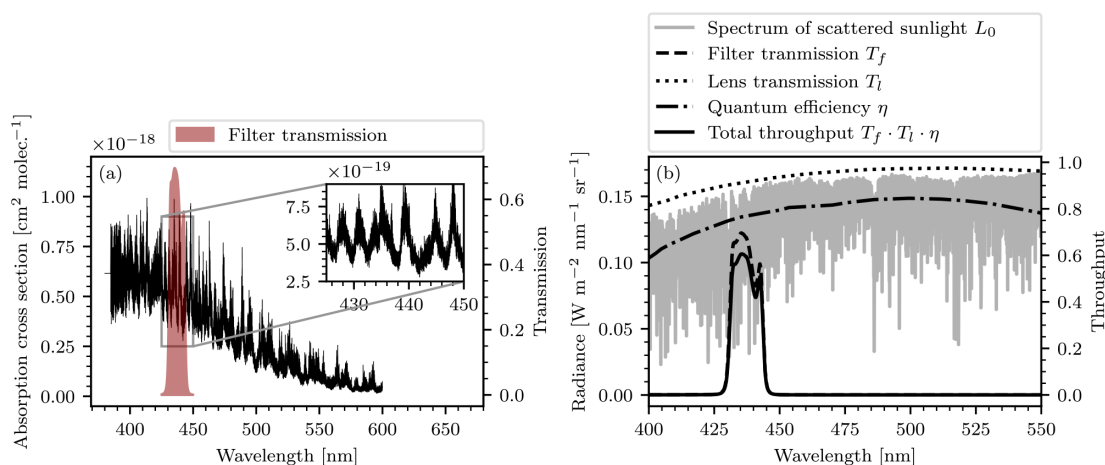 Filter transmission
×10⁻¹⁸
(a)
×10⁻¹⁹
7.5
5.0
2.5
430
440
450
1.00
0.75
0.50
0.25
0.00
0.6
0.4
0.2
0.0
400
450
500
550
600
650
Absorption cross section [cm² molec.⁻¹]
Transmission
Wavelength [nm]
Spectrum of scattered sunlight L₀
Filter tranmission T_f
Lens transmission T_l
Quantum efficiency η
Total throughput T_f · T_l · η
(b)
0.15
0.10
0.05
0.00
1.0
0.8
0.6
0.4
0.2
0.0
400
425
450
475
500
525
550
Radiance [W m⁻² nm⁻¹ sr⁻¹]
Throughput
Wavelength [nm]